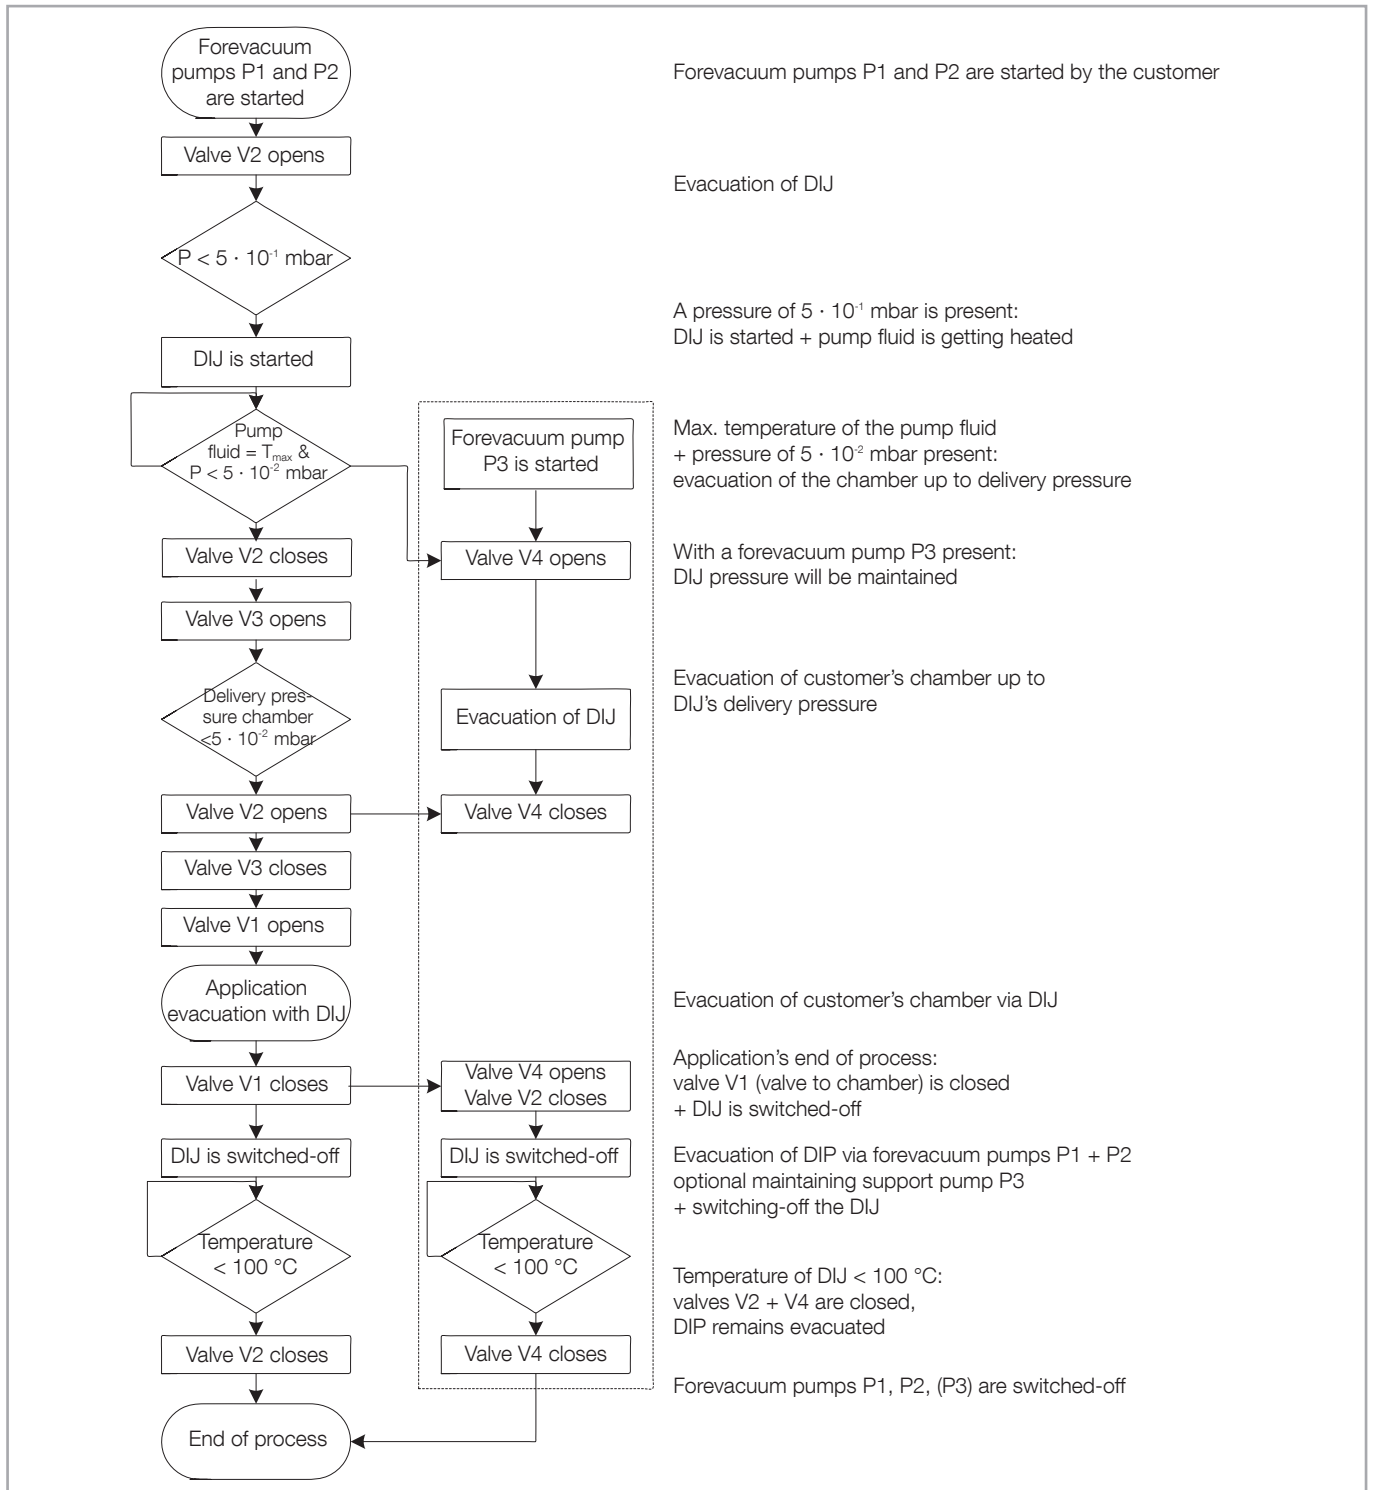 Forevacuum
pumps P1 and P2
are started
Forevacuum pumps P1 and P2 are started by the customer
Valve V2 opens
Evacuation of DIJ
P < 5 · 10⁻¹ mbar
A pressure of 5 · 10⁻¹ mbar is present:
DIJ is started + pump fluid is getting heated
DIJ is started
Pump
fluid = Tmax &
P < 5 · 10⁻² mbar
Forevacuum pump
P3 is started
Max. temperature of the pump fluid
+ pressure of 5 · 10⁻² mbar present:
evacuation of the chamber up to delivery pressure
Valve V2 closes
Valve V4 opens
With a forevacuum pump P3 present:
DIJ pressure will be maintained
Valve V3 opens
Delivery pres-
sure chamber
<5 · 10⁻² mbar
Evacuation of DIJ
Evacuation of customer's chamber up to
DIJ's delivery pressure
Valve V2 opens
Valve V4 closes
Valve V3 closes
Valve V1 opens
Application
evacuation with DIJ
Evacuation of customer's chamber via DIJ
Valve V1 closes
Valve V4 opens
Valve V2 closes
Application's end of process:
valve V1 (valve to chamber) is closed
+ DIJ is switched-off
DIJ is switched-off
DIJ is switched-off
Evacuation of DIP via forevacuum pumps P1 + P2
optional maintaining support pump P3
+ switching-off the DIJ
Temperature
< 100 °C
Temperature
< 100 °C
Temperature of DIJ < 100 °C:
valves V2 + V4 are closed,
DIP remains evacuated
Valve V2 closes
Valve V4 closes
Forevacuum pumps P1, P2, (P3) are switched-off
End of process